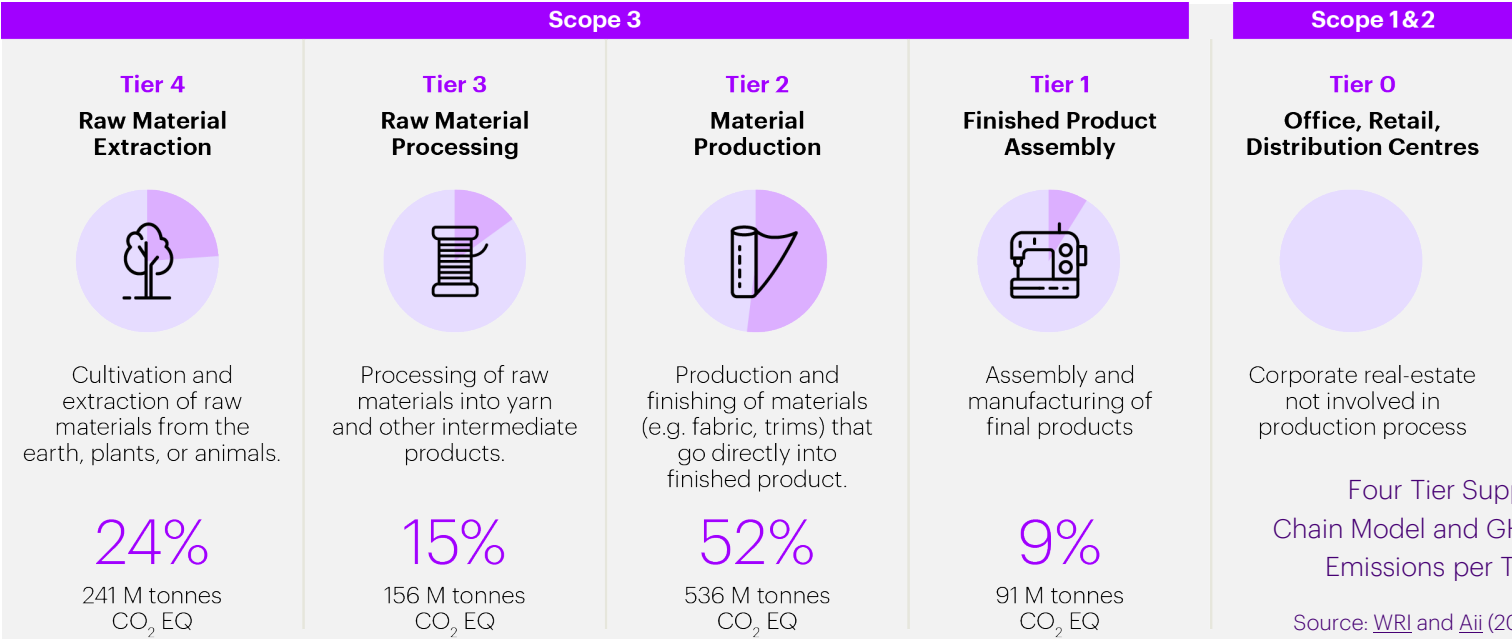 Scope 3
Scope 1&2
Tier 4
Raw Material
Extraction
Cultivation and
extraction of raw
materials from the
earth, plants, or animals.
24%
241 M tonnes
CO₂ EQ
Tier 3
Raw Material
Processing
Processing of raw
materials into yarn
and other intermediate
products.
15%
156 M tonnes
CO₂ EQ
Tier 2
Material
Production
Production and
finishing of materials
(e.g. fabric, trims) that
go directly into
finished product.
52%
536 M tonnes
CO₂ EQ
Tier 1
Finished Product
Assembly
Assembly and
manufacturing of
final products
9%
91 M tonnes
CO₂ EQ
Tier 0
Office, Retail,
Distribution Centres
Corporate real-estate
not involved in
production process
Four Tier
Chain Model and
Emissions per
Source: WRI and Aii